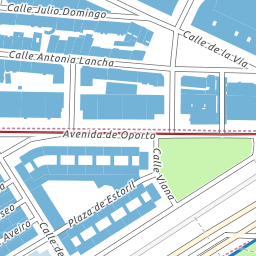 Calle Julio Domingo
Calle de la Vía
Calle Antonia Lancha
Avenida de Oporto
Calle Viana
Plaza de Estoril
Calle de
Aveiro